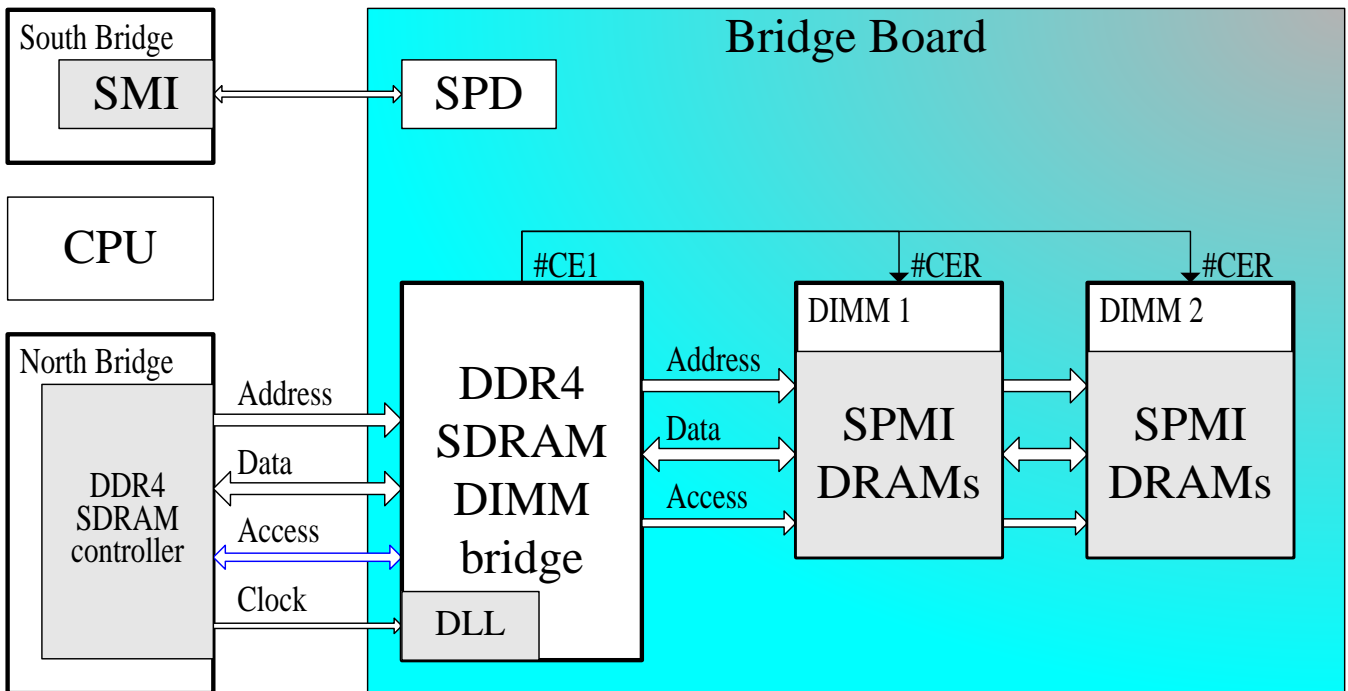 South Bridge
SMI
SPD
Bridge Board
CPU
#CE1
#CER
#CER
North Bridge
DDR4
SDRAM
controller
Address
Data
Access
Clock
DDR4
SDRAM
DIMM
bridge
DLL
Address
Data
Access
DIMM 1
SPMI
DRAMs
DIMM 2
SPMI
DRAMs